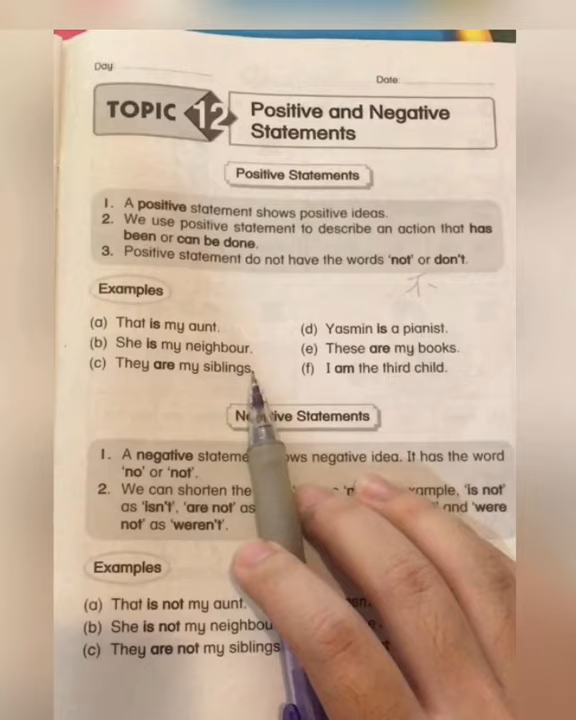 Day:
Date:
TOPIC 12
Positive and Negative
Statements
Positive Statements
1. A positive statement shows positive ideas.
2. We use positive statement to describe an action that has
been or can be done.
3. Positive statement do not have the words 'not' or don't.
不
Examples
(a) That is my aunt.
(b) She is my neighbour.
(c) They are my siblings.
(d) Yasmin is a pianist.
(e) These are my books.
(f) I am the third child.
Statements
1. A negative ows negative idea. It has the word
'no' or 'not'.
2. We can shorten the 'is not'
as 'isn't', 'are not' as and 'were
not' as 'weren't'.
Examples
(a) That is not my aunt.
(b) She is not my
(c) They are not my siblings